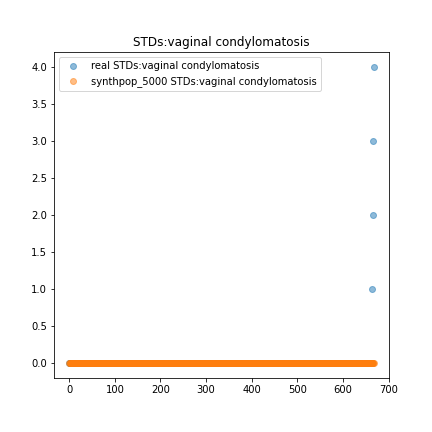 STDs:vaginal condylomatosis
real STDs:vaginal condylomatosis
synthpop_5000 STDs:vaginal condylomatosis
4.0
3.5
3.0
2.5
2.0
1.5
1.0
0.5
0.0
0 100 200 300 400 500 600 700